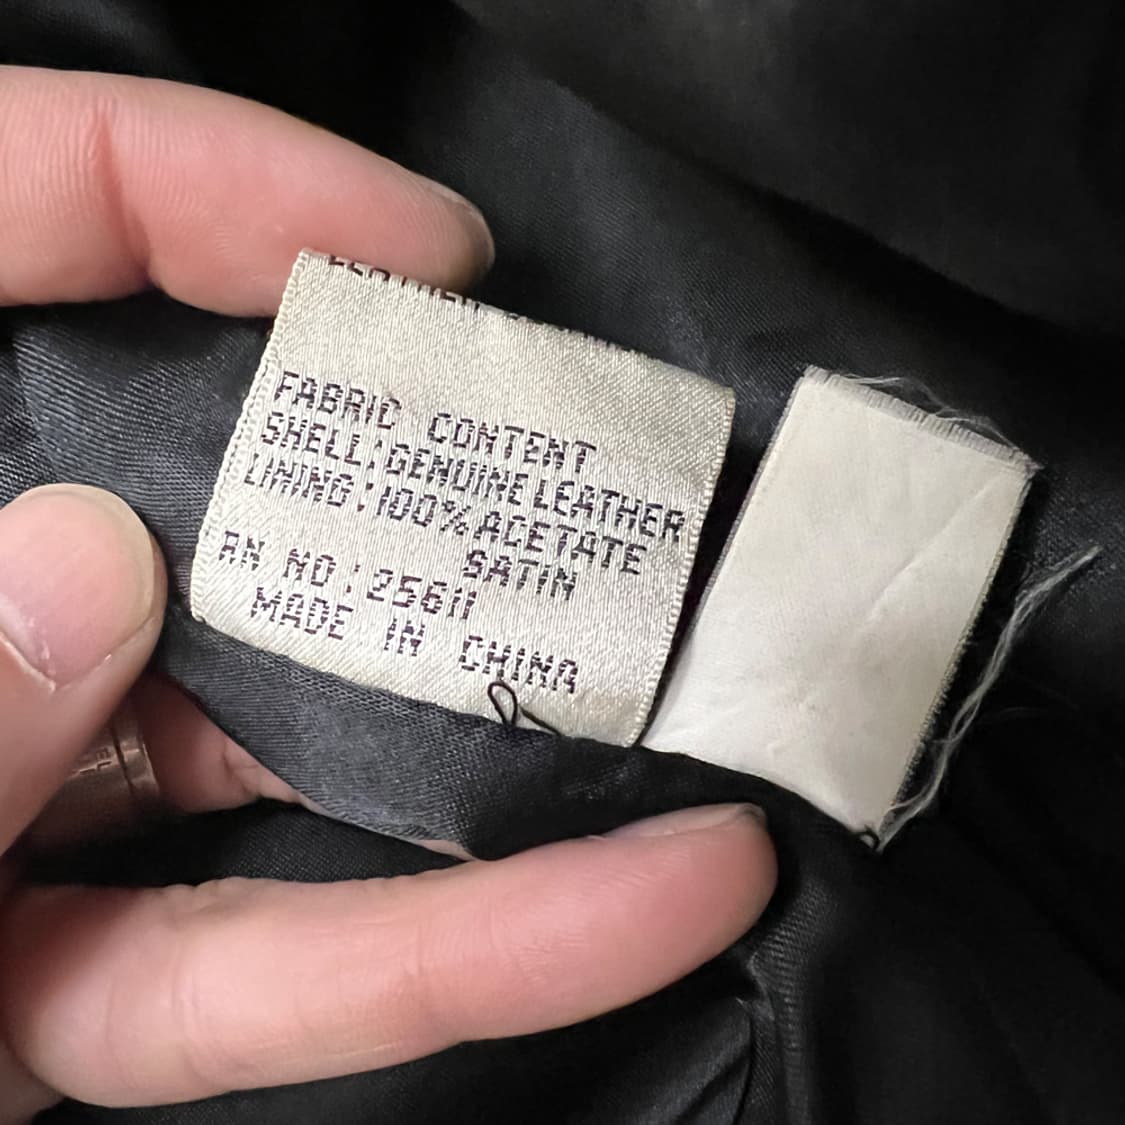 FABRIC CONTENT
SHELL:GENUINE LEATHER
LINING:100% ACETATE
SATIN
RN NO:25611
MADE IN CHINA